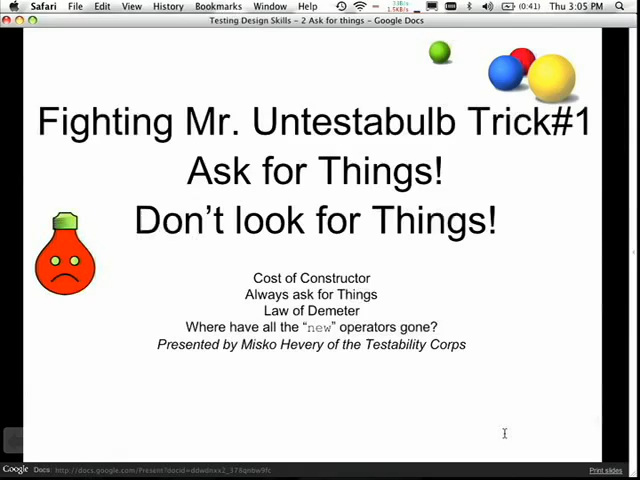 Safari File Edit View History Bookmarks Window Help (0:41) Thu 3:05 PM
Testing Design Skills - 2 Ask for things - Google Docs
Fighting Mr. Untestabulb Trick#1
Ask for Things!
Don't look for Things!
Cost of Constructor
Always ask for Things
Law of Demeter
Where have all the "new" operators gone?
Presented by Misko Hevery of the Testability Corps
Google Docs: Print slides